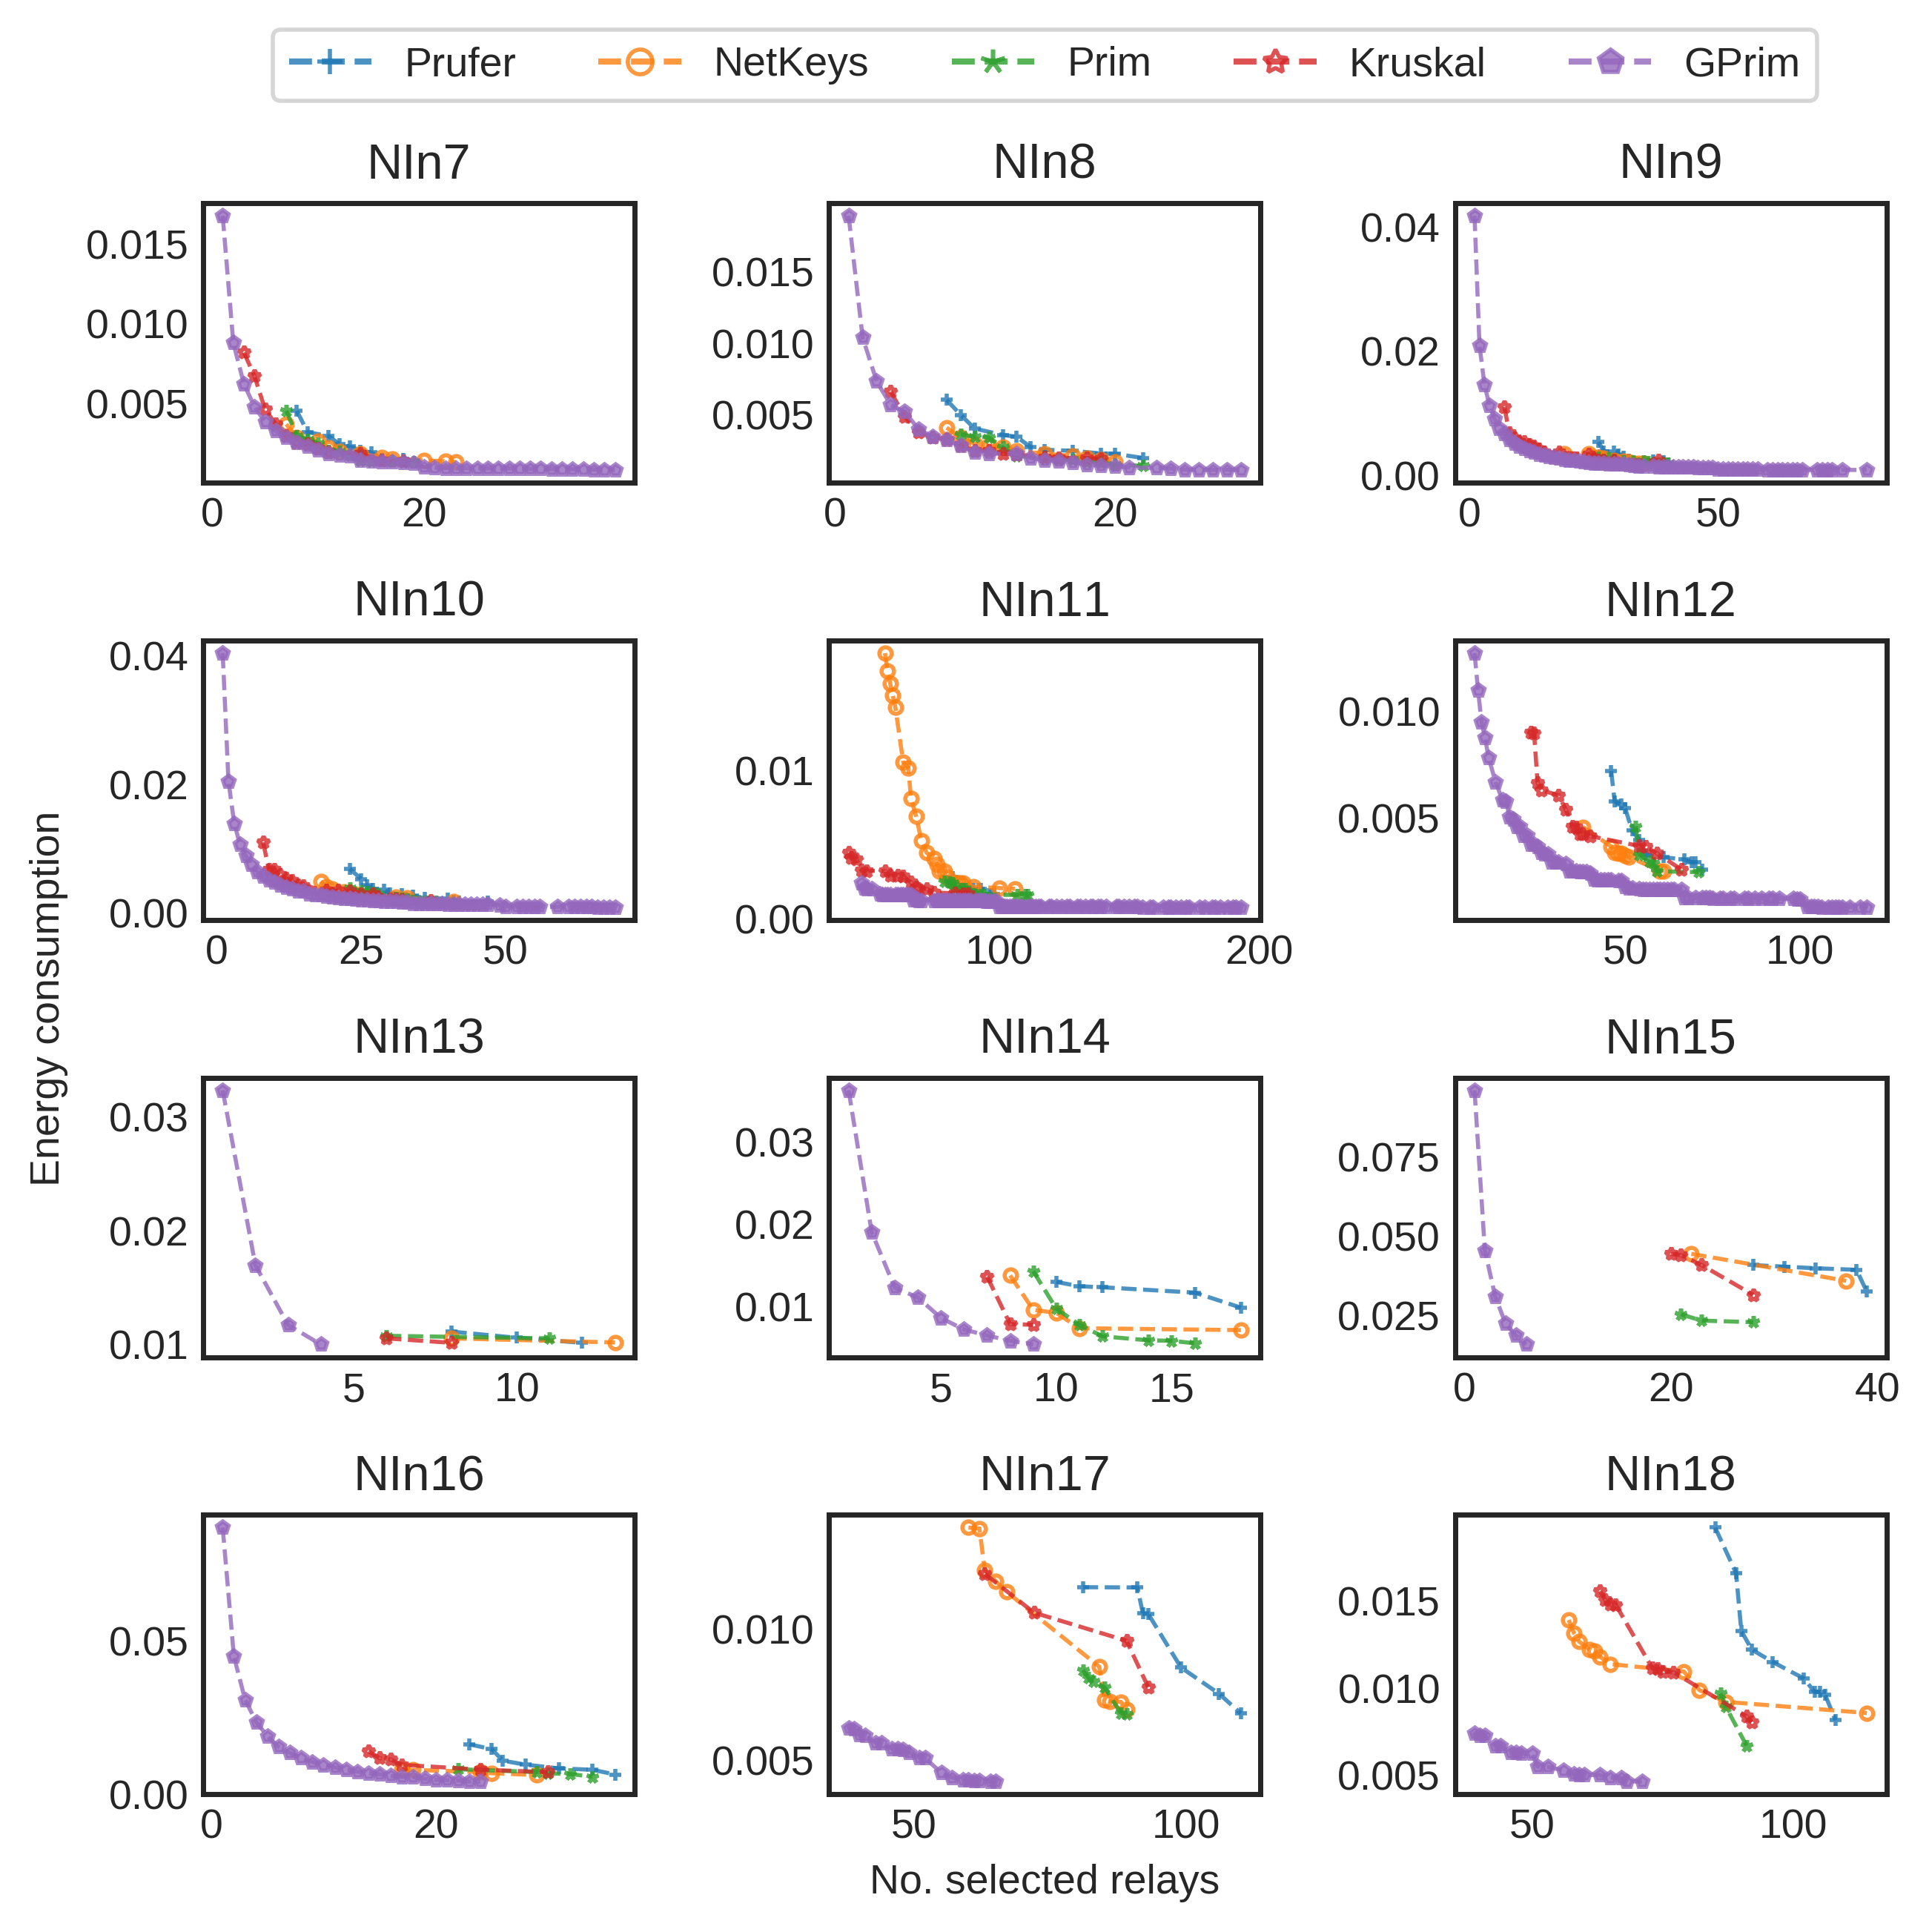 Prufer NetKeys Prim Kruskal GPrim
NIn7 NIn8 NIn9
0.015 0.010 0.005
0 20
0.015 0.010 0.005
0 20
0.04 0.02 0.00
0 50
NIn10 NIn11 NIn12
0.04 0.02 0.00
0 25 50
0.01 0.00
100 200
0.010 0.005
50 100
Energy consumption
NIn13 NIn14 NIn15
0.03 0.02 0.01
5 10
0.03 0.02 0.01
5 10 15
0.075 0.050 0.025
0 20 40
NIn16 NIn17 NIn18
0.05 0.00
0 20
0.010 0.005
50 100
0.015 0.010 0.005
50 100
No. selected relays